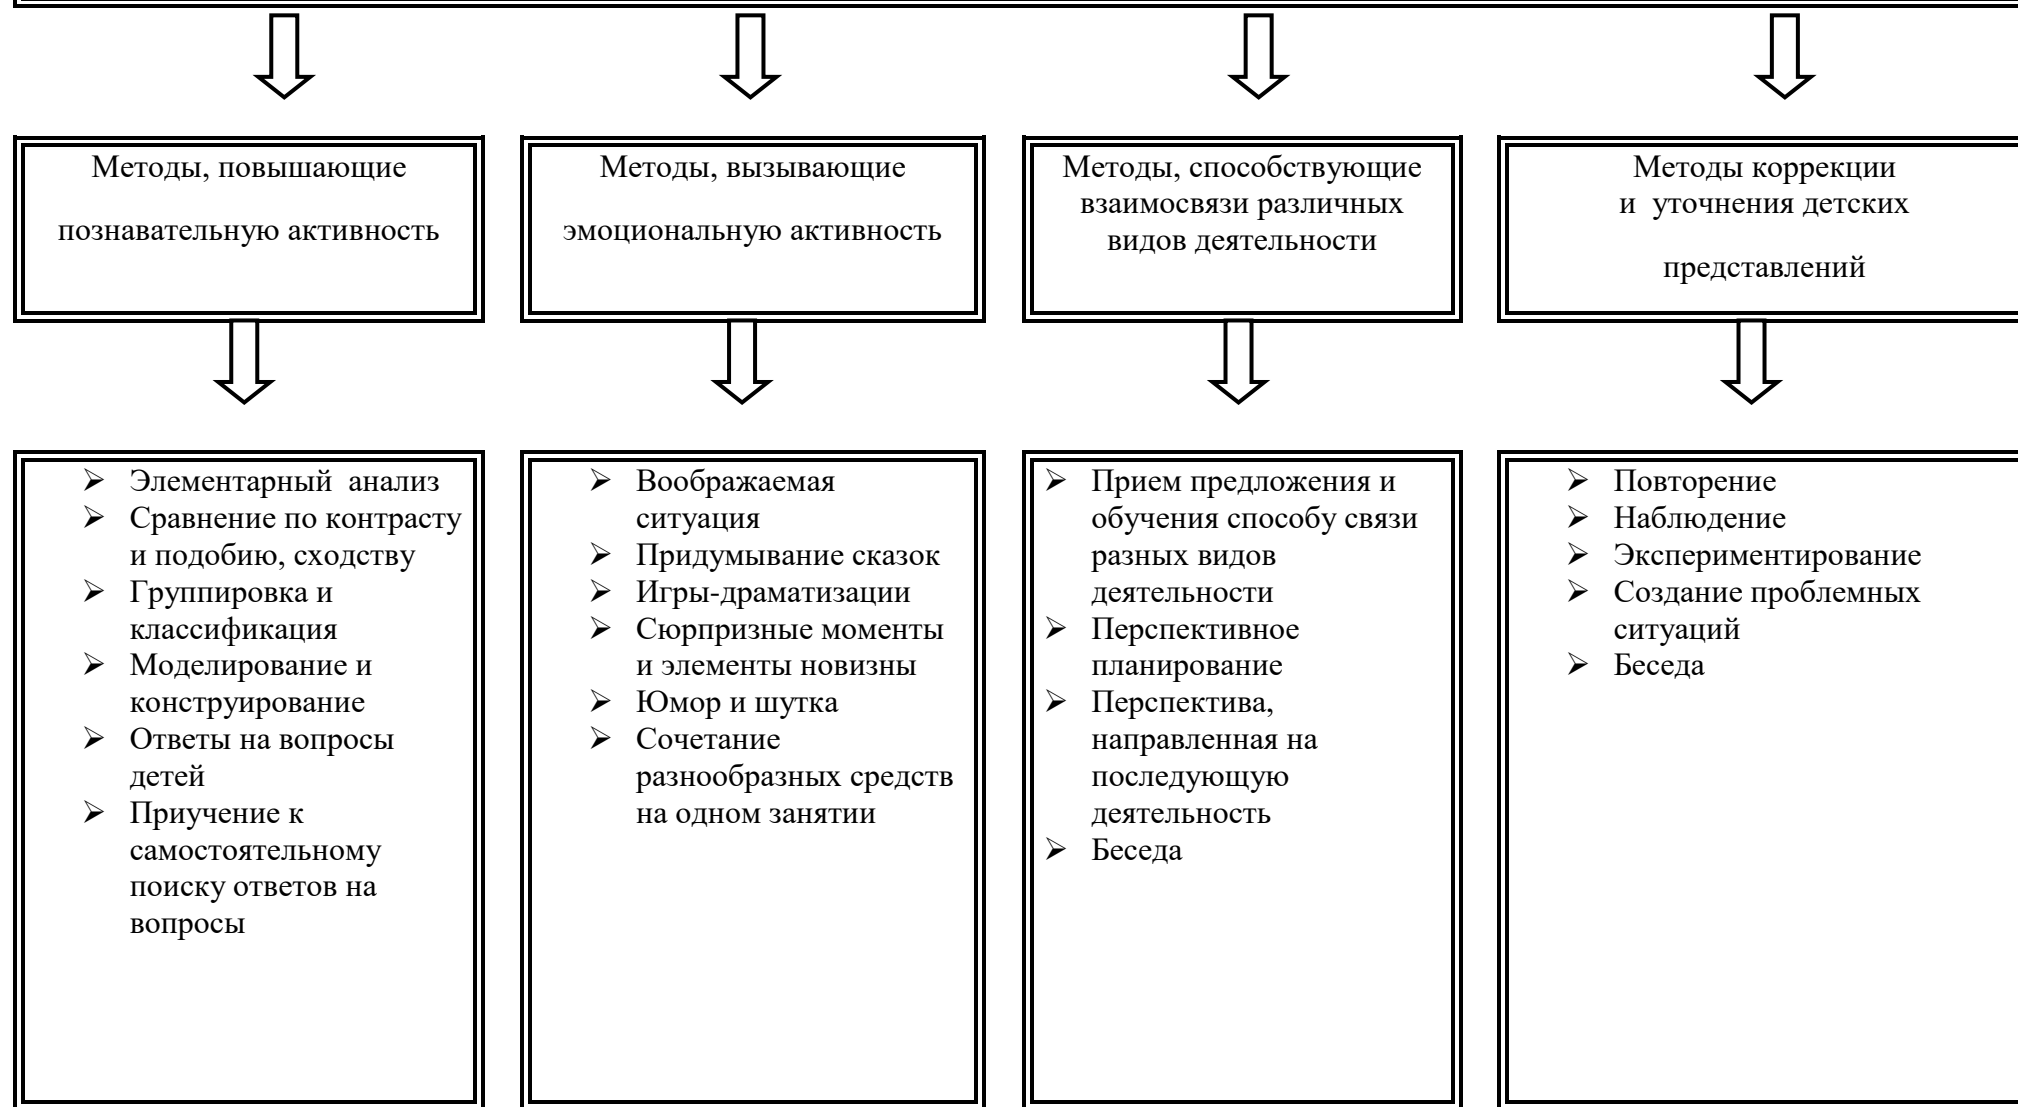 Методы, повышающие
познавательную активность
Методы, вызывающие
эмоциональную активность
Методы, способствующие
взаимосвязи различных
видов деятельности
Методы коррекции
и уточнения детских
представлений
➢ Элементарный анализ
➢ Сравнение по контрасту
и подобию, сходству
➢ Группировка и
классификация
➢ Моделирование и
конструирование
➢ Ответы на вопросы
детей
➢ Приучение к
самостоятельному
поиску ответов на
вопросы
➢ Воображаемая
ситуация
➢ Придумывание сказок
➢ Игры-драматизации
➢ Сюрпризные моменты
и элементы новизны
➢ Юмор и шутка
➢ Сочетание
разнообразных средств
на одном занятии
➢ Прием предложения и
обучения способу связи
разных видов
деятельности
➢ Перспективное
планирование
➢ Перспектива,
направленная на
последующую
деятельность
➢ Беседа
➢ Повторение
➢ Наблюдение
➢ Экспериментирование
➢ Создание проблемных
ситуаций
➢ Беседа